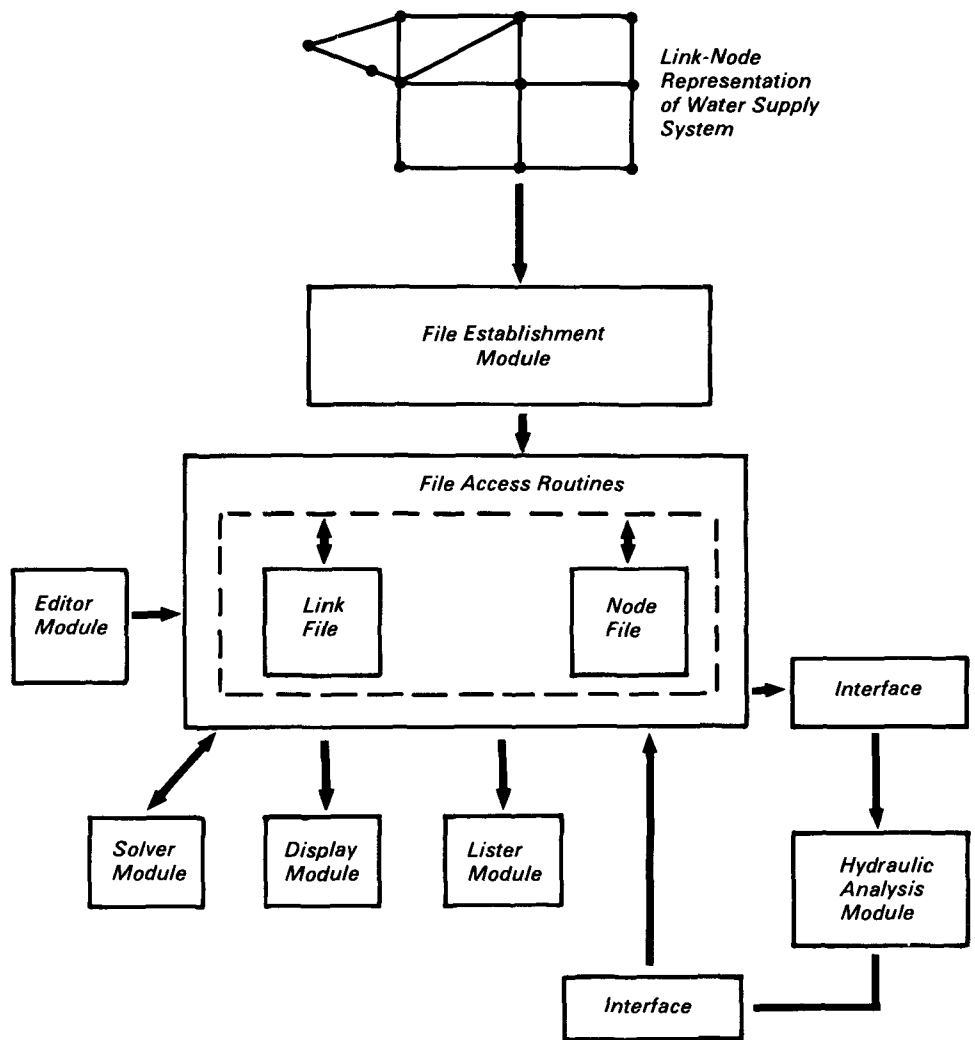 Link-Node
Representation
of Water Supply
System
File Establishment
Module
File Access Routines
Editor
Module
Link
File
Node
File
Interface
Solver
Module
Display
Module
Lister
Module
Hydraulic
Analysis
Module
Interface